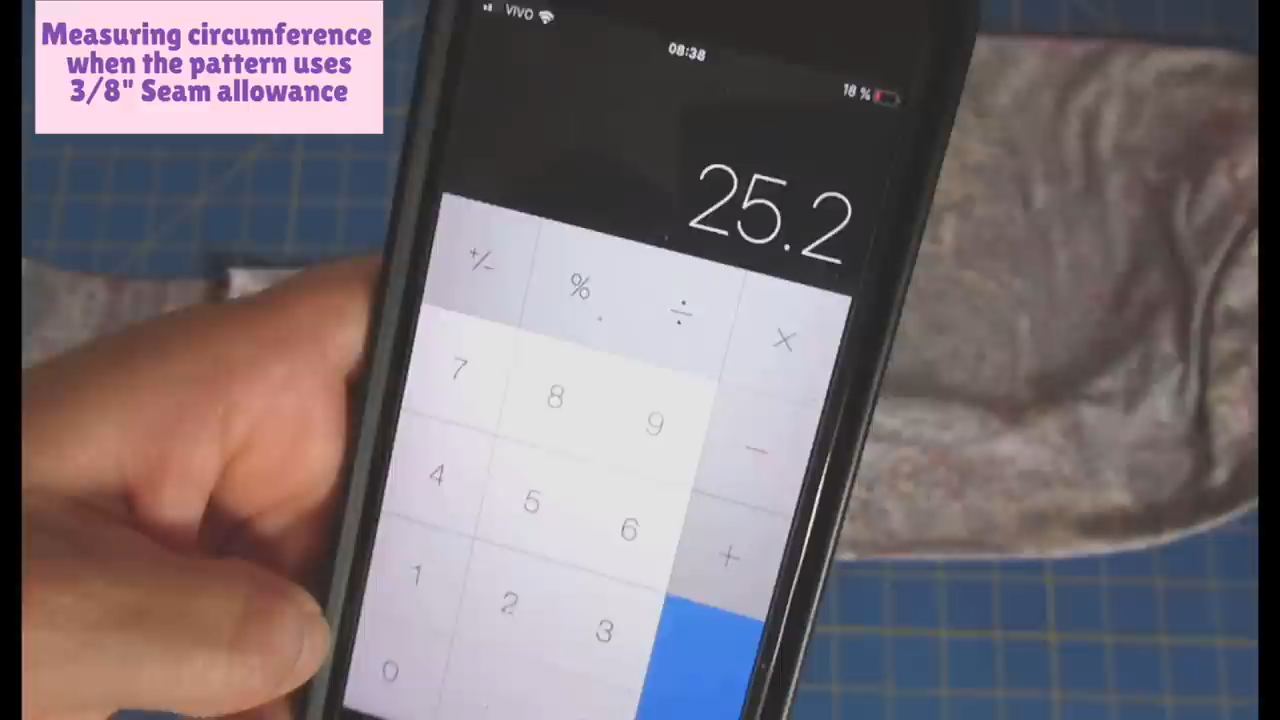 Measuring circumference
when the pattern uses
3/8" Seam allowance
VIVO
08:38
18 %
25.2
+/- % ÷ ×
7 8 9 −
4 5 6 +
1 2 3
0